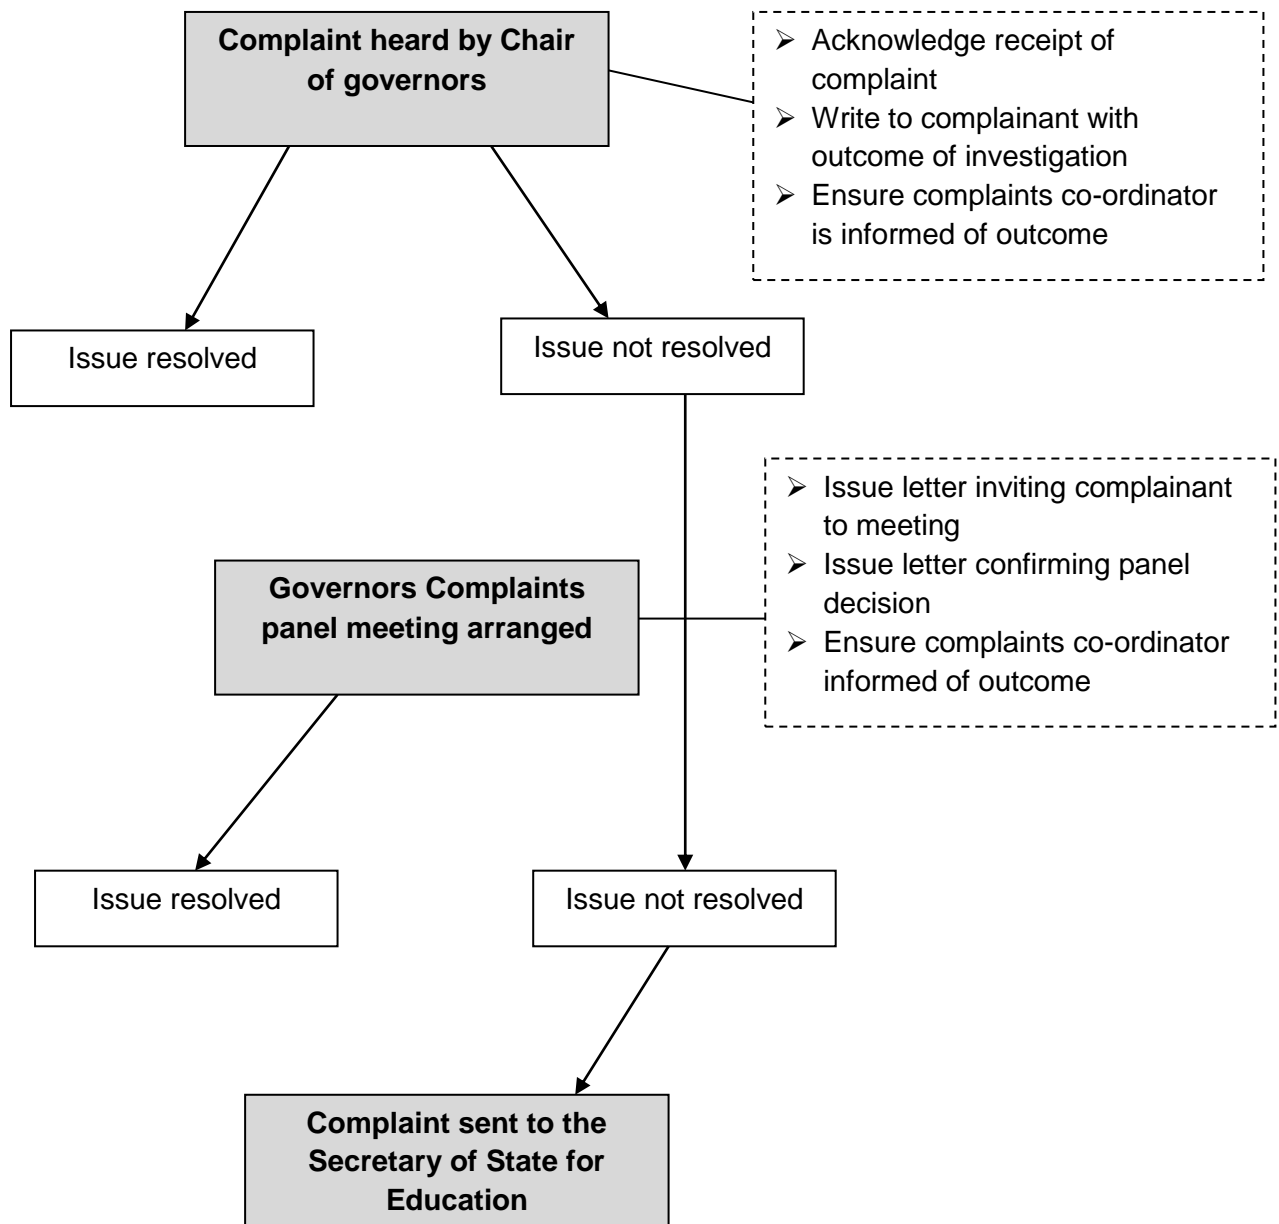 Complaint heard by Chair
of governors
➢ Acknowledge receipt of
complaint
➢ Write to complainant with
outcome of investigation
➢ Ensure complaints co-ordinator
is informed of outcome
Issue resolved
Issue not resolved
➢ Issue letter inviting complainant
to meeting
➢ Issue letter confirming panel
decision
➢ Ensure complaints co-ordinator
informed of outcome
Governors Complaints
panel meeting arranged
Issue resolved
Issue not resolved
Complaint sent to the
Secretary of State for
Education